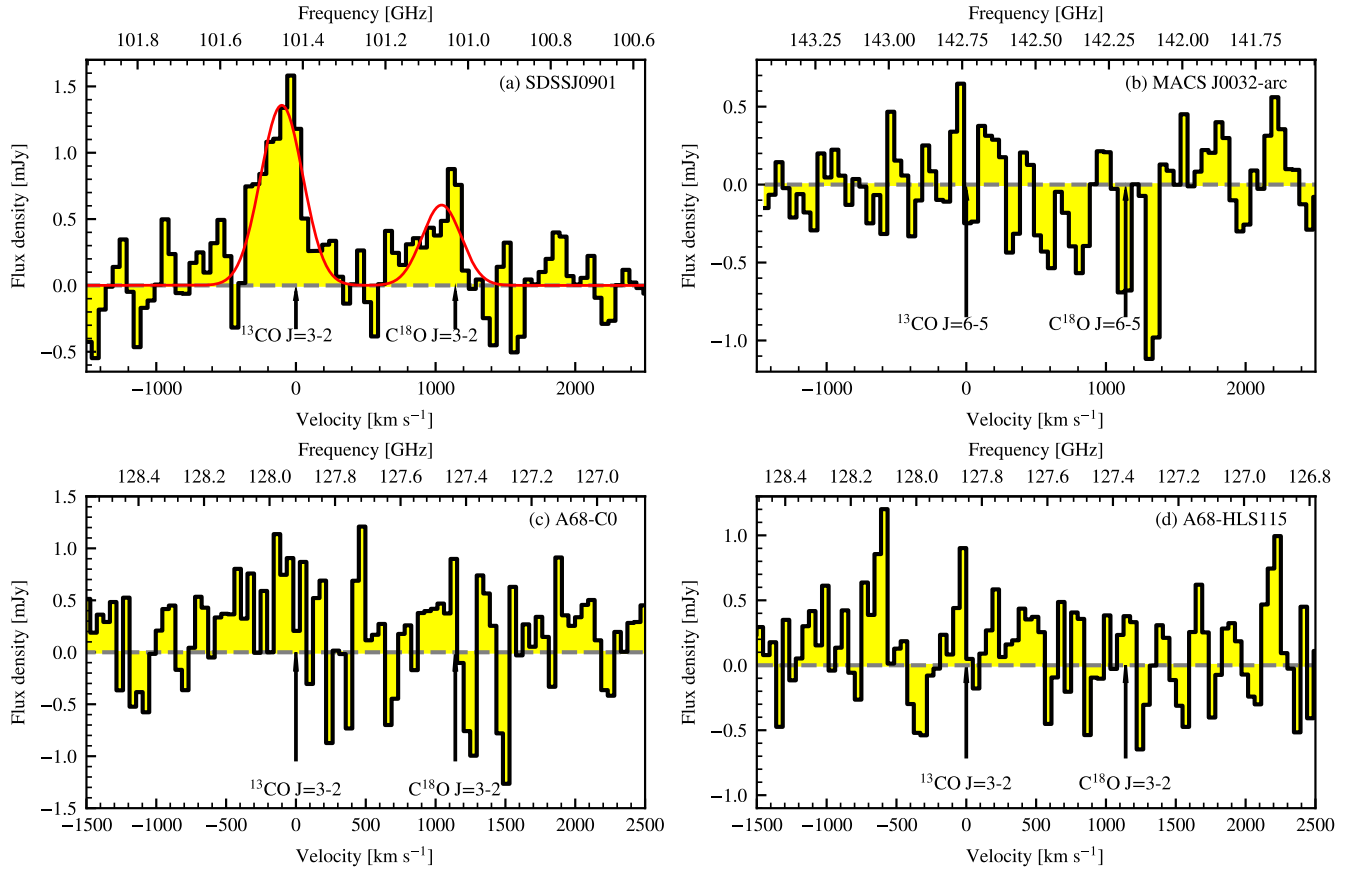 Frequency [GHz]
101.8 101.6 101.4 101.2 101.0 100.8 100.6
(a) SDSSJ0901
1.5
1.0
0.5
0.0
−0.5
Flux density [mJy]
¹³CO J=3-2
C¹⁸O J=3-2
−1000 0 1000 2000
Velocity [km s⁻¹]
Frequency [GHz]
143.25 143.00 142.75 142.50 142.25 142.00 141.75
(b) MACS J0032-arc
0.5
0.0
−0.5
−1.0
Flux density [mJy]
¹³CO J=6-5
C¹⁸O J=6-5
−1000 0 1000 2000
Velocity [km s⁻¹]
Frequency [GHz]
128.4 128.2 128.0 127.8 127.6 127.4 127.2 127.0
(c) A68-C0
1.5
1.0
0.5
0.0
−0.5
−1.0
−1.5
Flux density [mJy]
¹³CO J=3-2
C¹⁸O J=3-2
−1500 −1000 −500 0 500 1000 1500 2000 2500
Velocity [km s⁻¹]
Frequency [GHz]
128.4 128.2 128.0 127.8 127.6 127.4 127.2 127.0 126.8
(d) A68-HLS115
1.0
0.5
0.0
−0.5
−1.0
Flux density [mJy]
¹³CO J=3-2
C¹⁸O J=3-2
−1500 −1000 −500 0 500 1000 1500 2000 2500
Velocity [km s⁻¹]